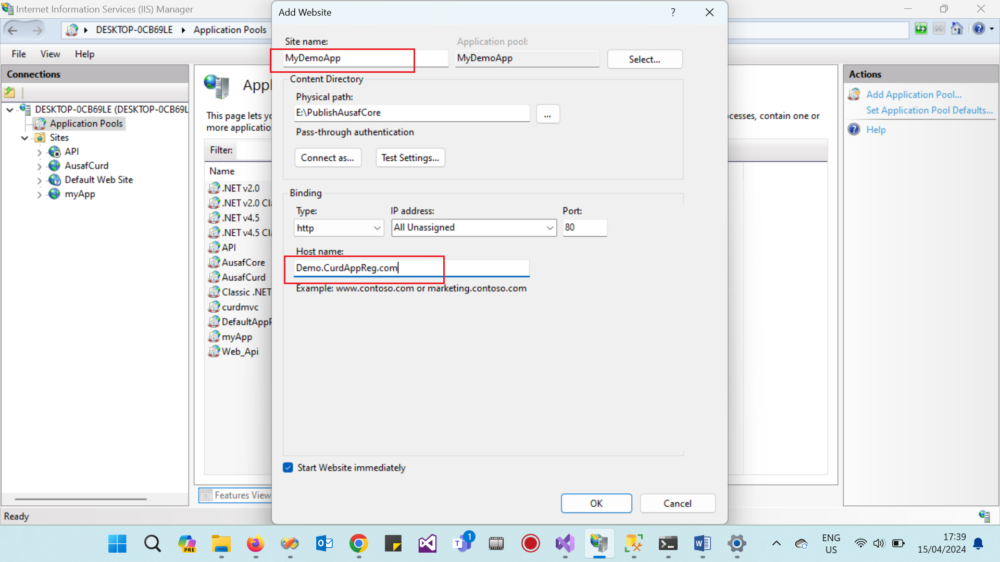 Internet Information Services (IIS) Manager
DESKTOP-0CB69LE
Application Pools
File
View
Help
Connections
DESKTOP-0CB69LE (DESKTOP-0CB69L
Application Pools
Sites
API
AusafCurd
Default Web Site
myApp
Ready
Appl
This page lets yo
more applicatio
Filter:
Name
.NET v2.0
.NET v2.0 Cl
.NET v4.5
.NET v4.5 Cl
API
AusafCore
AusafCurd
Classic .NET
curdmvc
DefaultAppP
myApp
Web_Api
Features View
Add Website
?
Site name:
MyDemoApp
Application pool:
MyDemoApp
Select...
Content Directory
Physical path:
E:\PublishAusafCore
...
Pass-through authentication
Connect as...
Test Settings...
Binding
Type:
IP address:
Port:
http
All Unassigned
80
Host name:
Demo.CurdAppReg.com
Example: www.contoso.com or marketing.contoso.com
Start Website immediately
OK
Cancel
cesses, contain one or
Actions
Add Application Pool...
Set Application Pool Defaults...
Help
PRE
1
ENG
US
17:39
15/04/2024